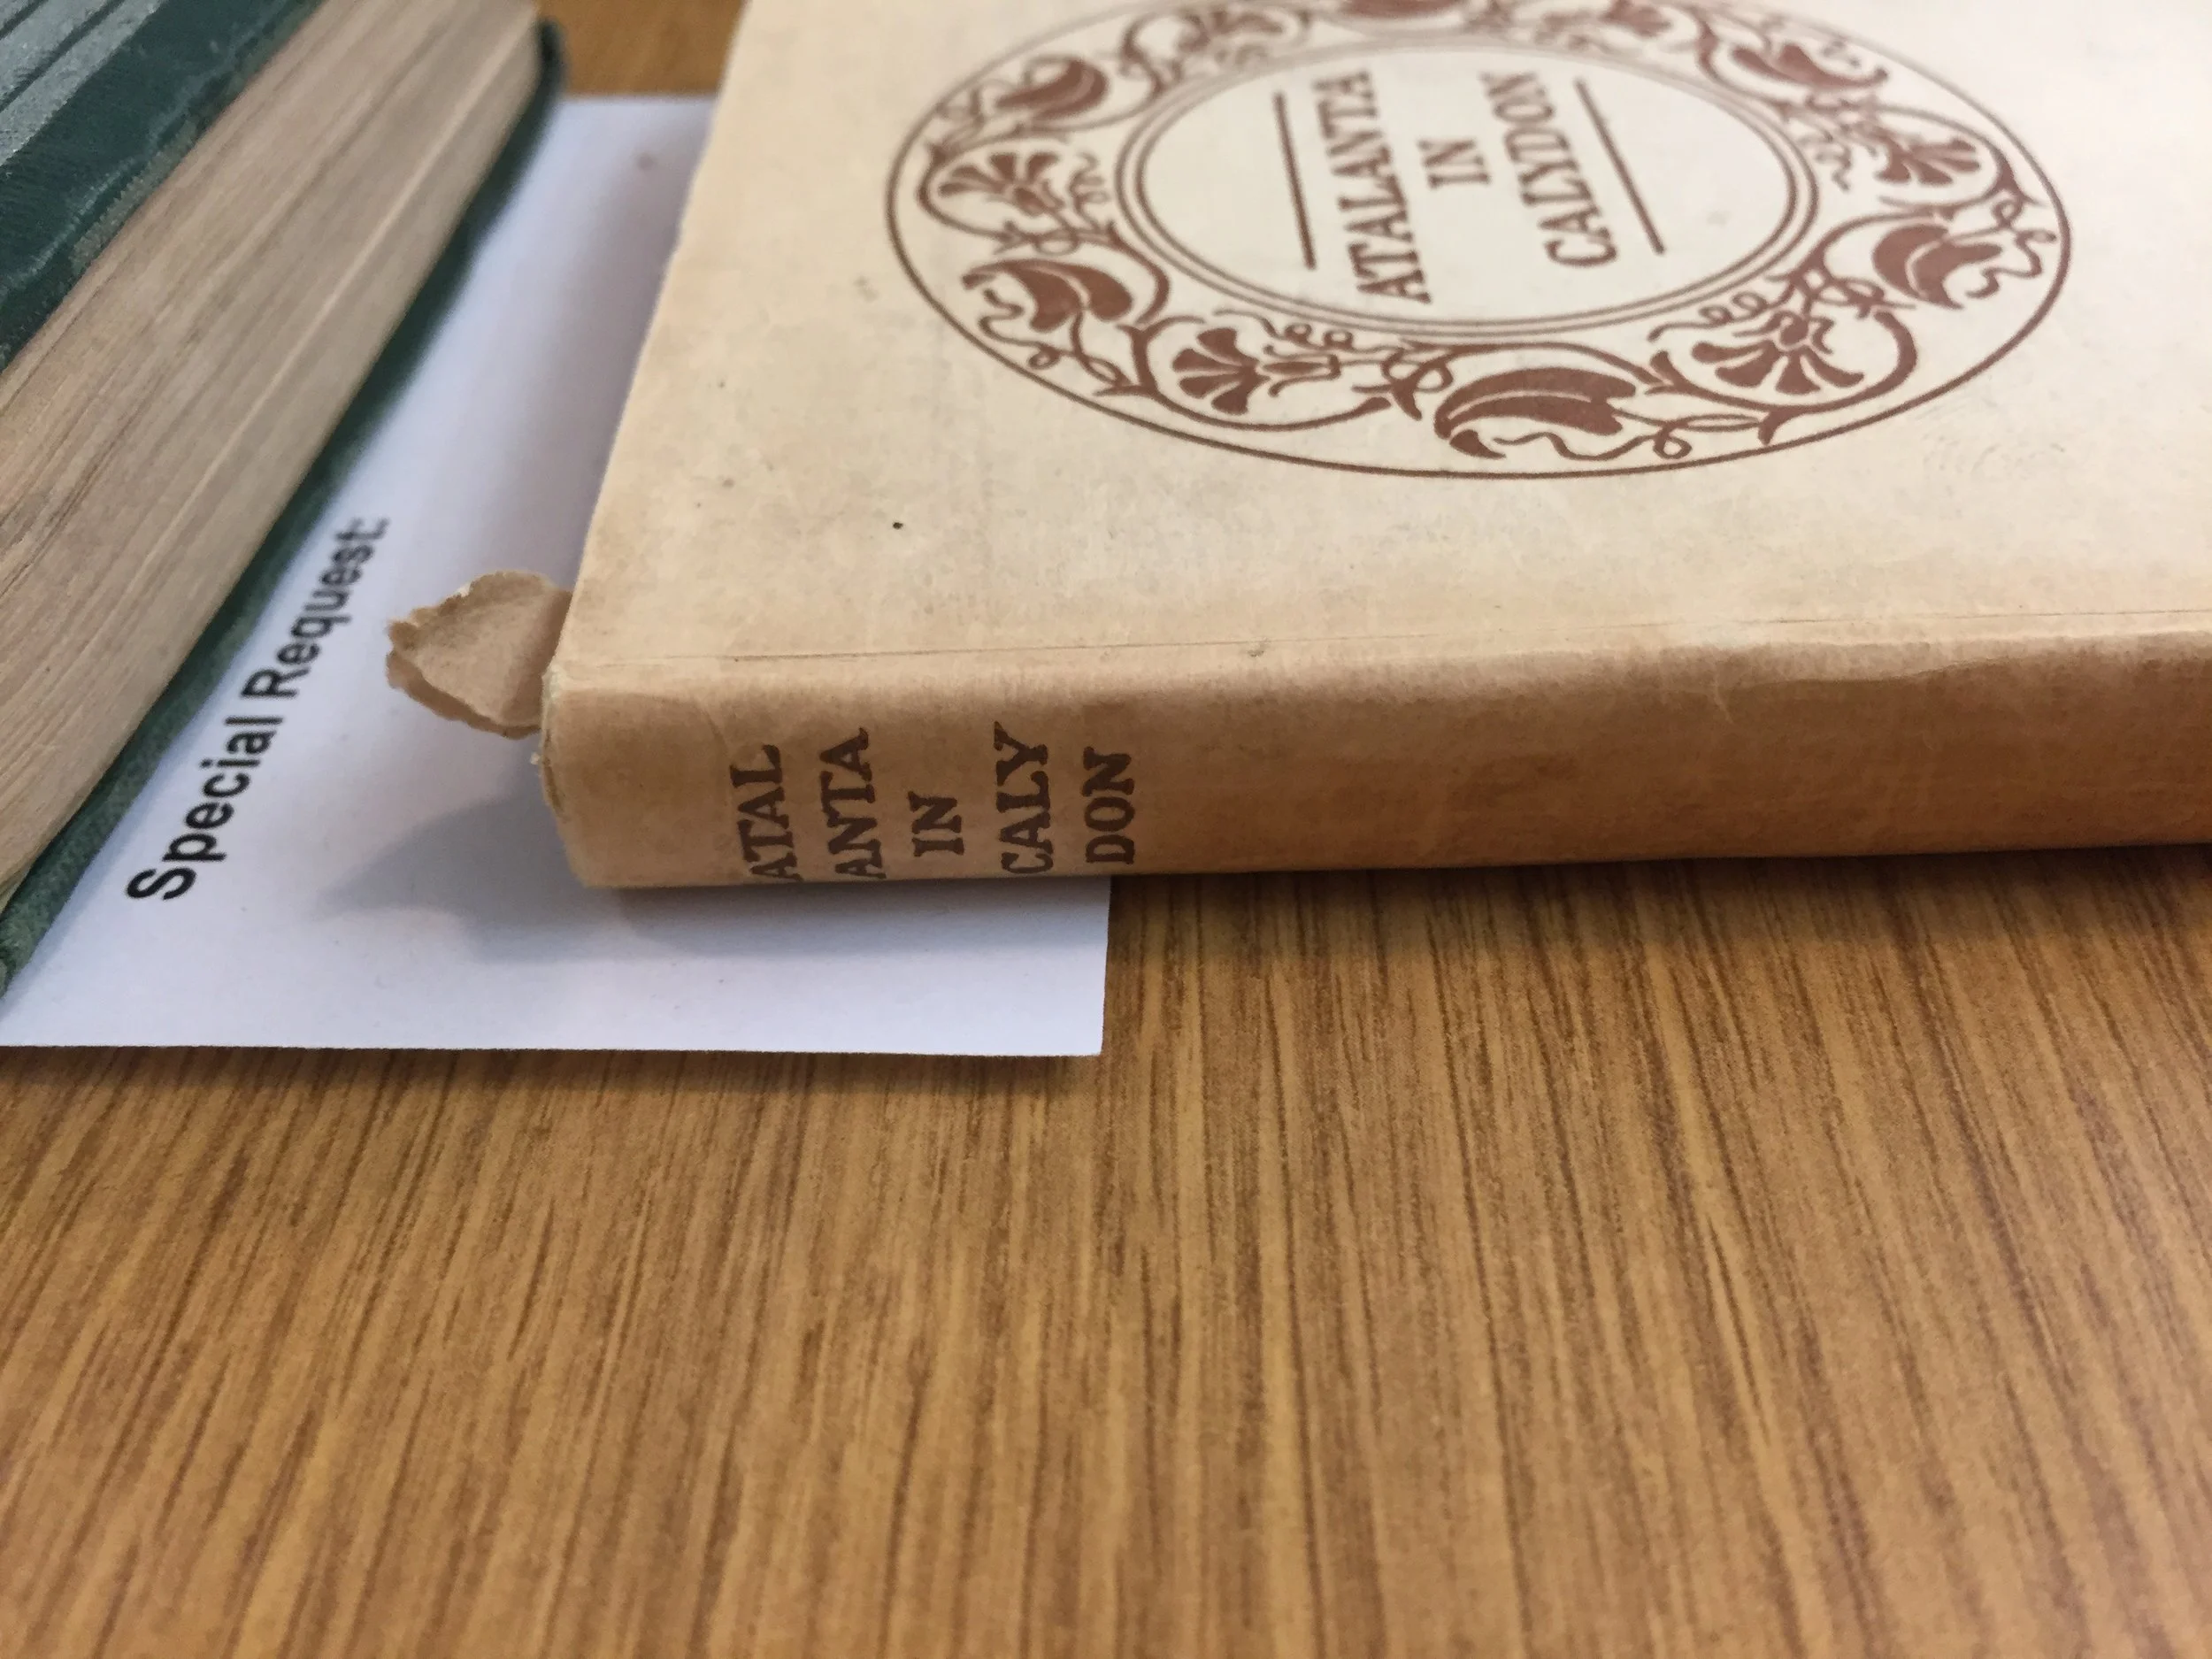 ATALANTA
IN
CALYDON
ATAL
ANTA
IN
CALY
DON
Special Request: